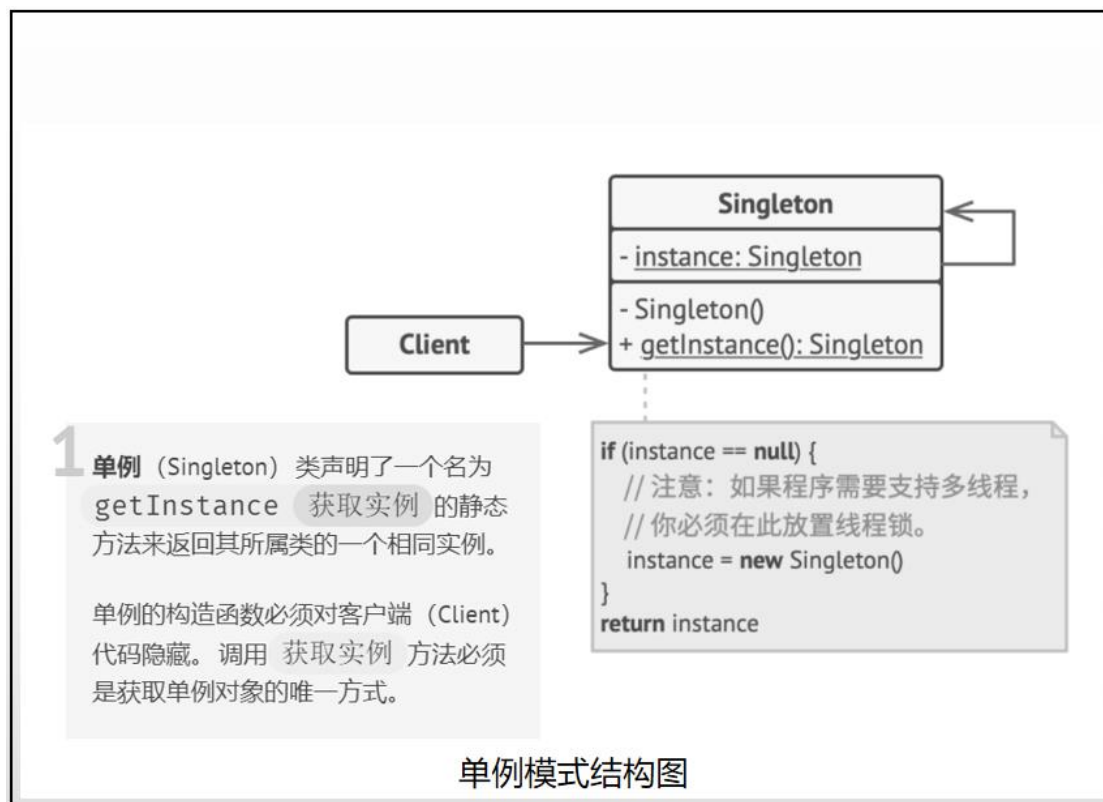 Singleton
- instance: Singleton
- Singleton()
+ getInstance(): Singleton
Client
1
单例（Singleton）类声明了一个名为
getInstance 获取实例 的静态
方法来返回其所属类的一个相同实例。
单例的构造函数必须对客户端（Client）
代码隐藏。 调用 获取实例 方法必须
是获取单例对象的唯一方式。
if (instance == null) {
// 注意：如果程序需要支持多线程，
// 你必须在此放置线程锁。
instance = new Singleton()
}
return instance
单例模式结构图